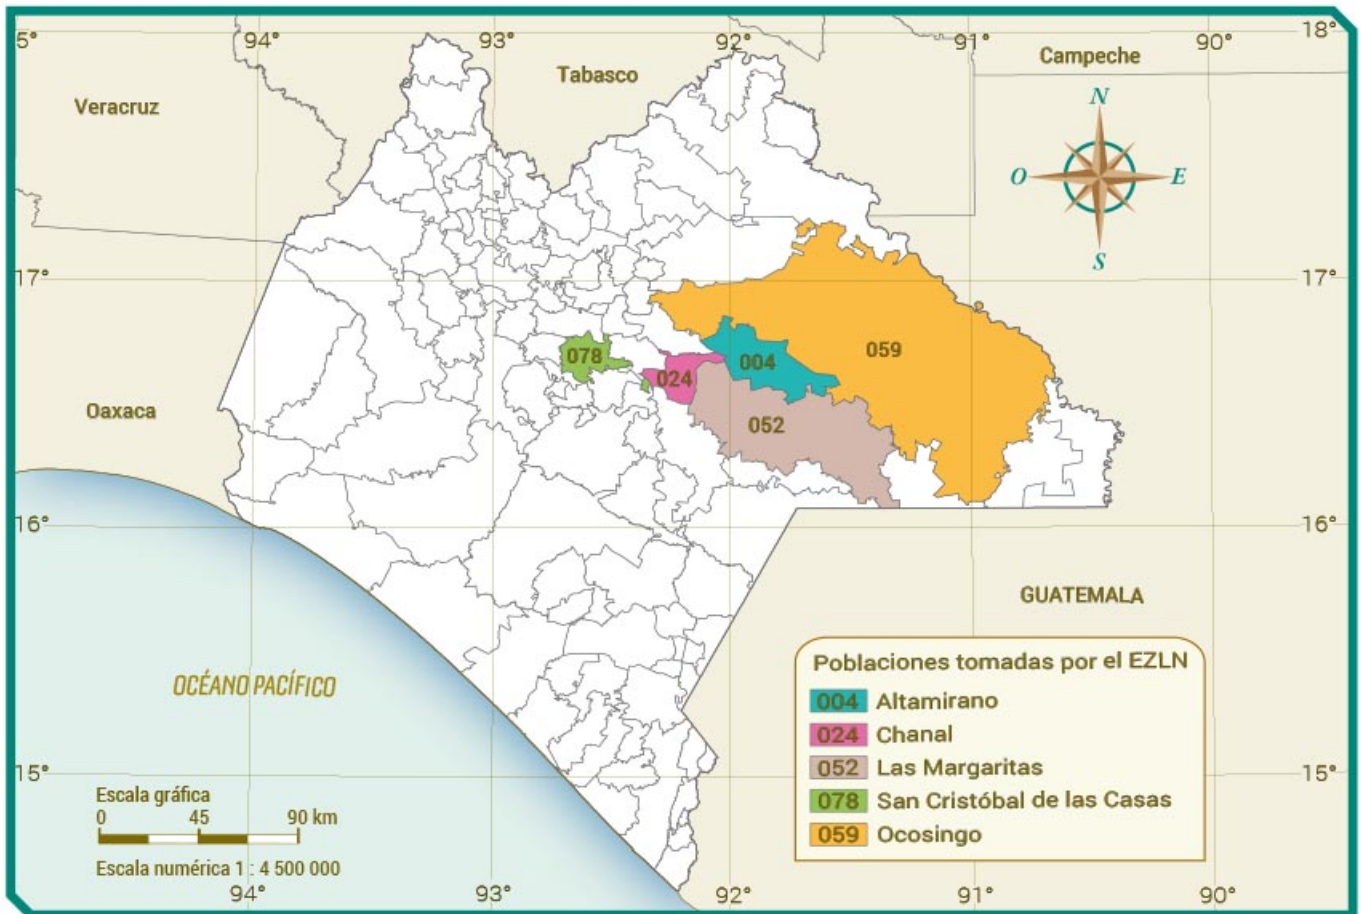 5°
94°
93°
92°
91°
90°
18°
Campeche
Tabasco
Veracruz
N
O
E
S
17°
17°
059
078
004
024
Oaxaca
052
16°
16°
GUATEMALA
Poblaciones tomadas por el EZLN
OCÉANO PACÍFICO
004 Altamirano
024 Chanal
052 Las Margaritas
078 San Cristóbal de las Casas
059 Ocosingo
15°
15°
Escala gráfica
0 45 90 km
Escala numérica 1 : 4 500 000
94°
93°
92°
91°
90°